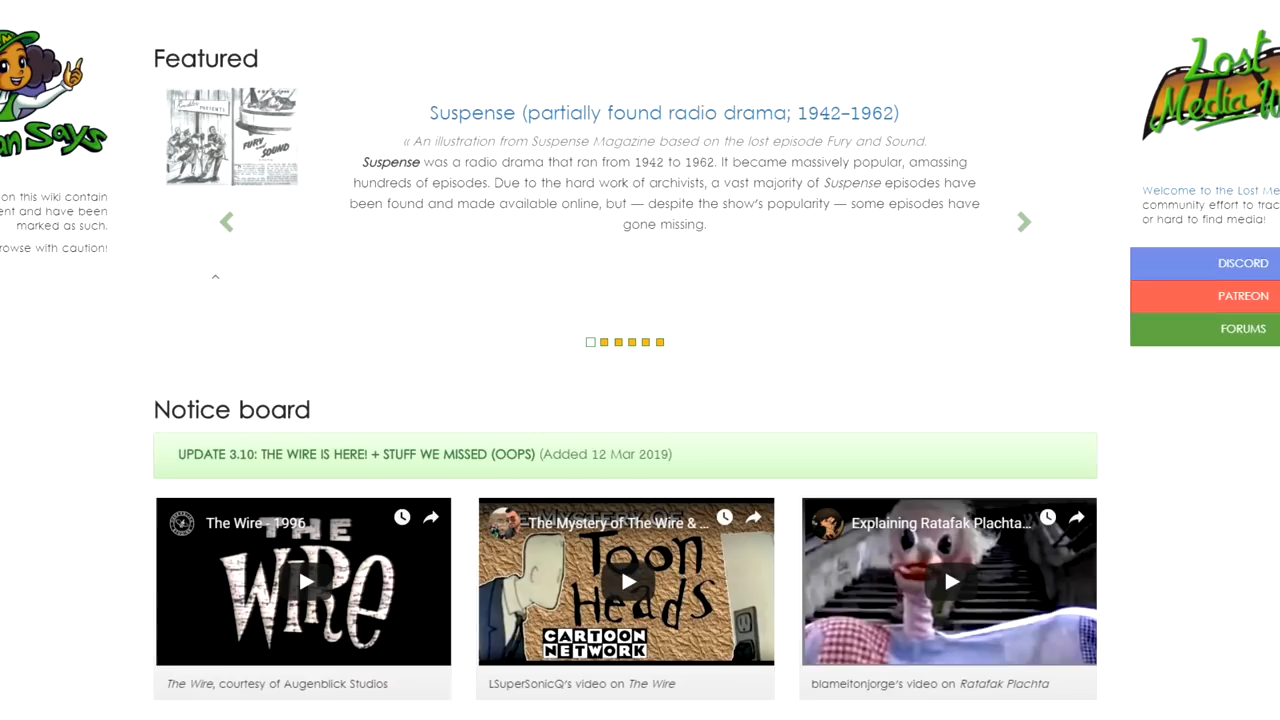 Featured
PRESENTS
FURY
AND
SOUND
Suspense (partially found radio drama; 1942–1962)
« An illustration from Suspense Magazine based on the lost episode Fury and Sound.
Suspense was a radio drama that ran from 1942 to 1962. It became massively popular, amassing
hundreds of episodes. Due to the hard work of archivists, a vast majority of Suspense episodes have
been found and made available online, but — despite the show's popularity — some episodes have
gone missing.
Says
on this wiki contain
ent and have been
marked as such.
rowse with caution!
Lost
Media W
Welcome to the Lost Me
community effort to trac
or hard to find media!
DISCORD
PATREON
FORUMS
Notice board
UPDATE 3.10: THE WIRE IS HERE! + STUFF WE MISSED (OOPS) (Added 12 Mar 2019)
The Wire - 1996
THE
WIRE
The Wire, courtesy of Augenblick Studios
The Mystery of The Wire & ...
Toon
Heads
CARTOON
NETWORK
LSuperSonicQ's video on The Wire
Explaining Ratafak Plachta...
blameitonjorge's video on Ratafak Plachta